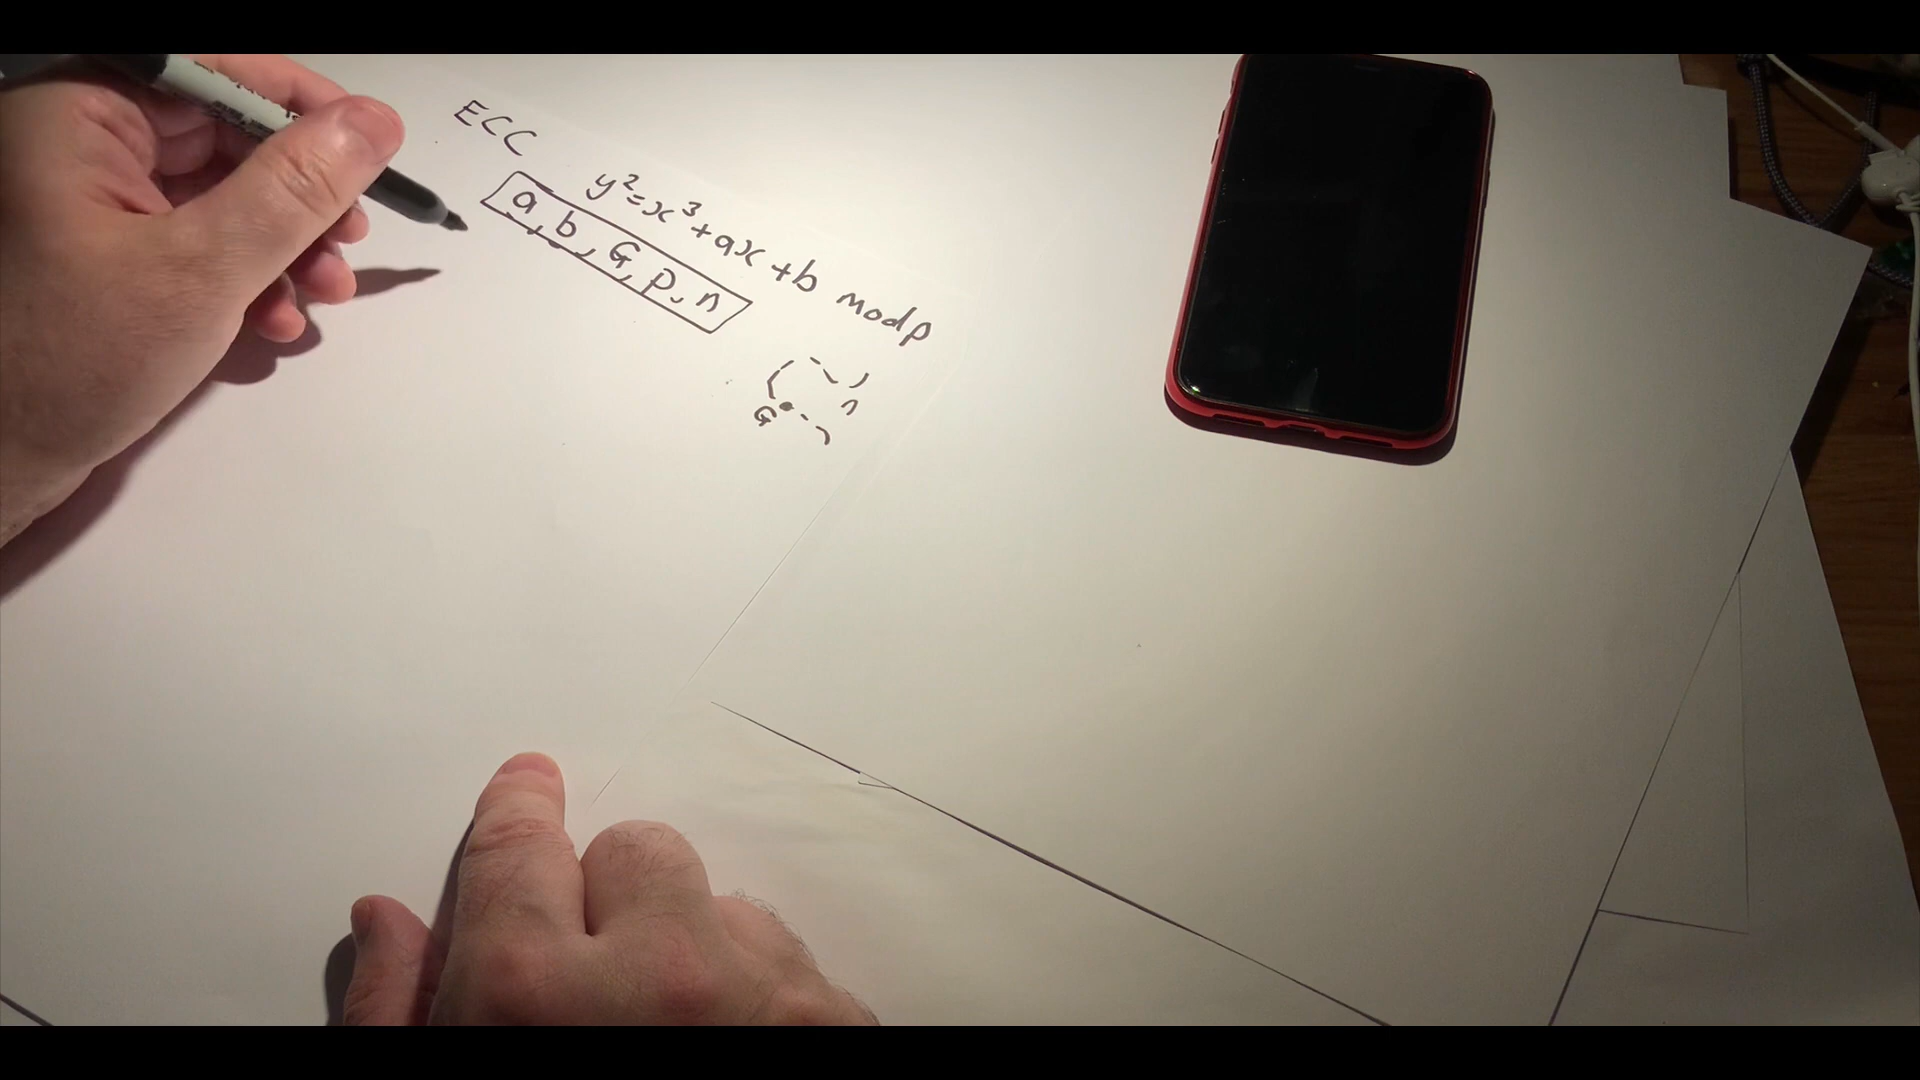 ECC
y²=x³+ax+b mod p
a, b, G, p, n
n
G